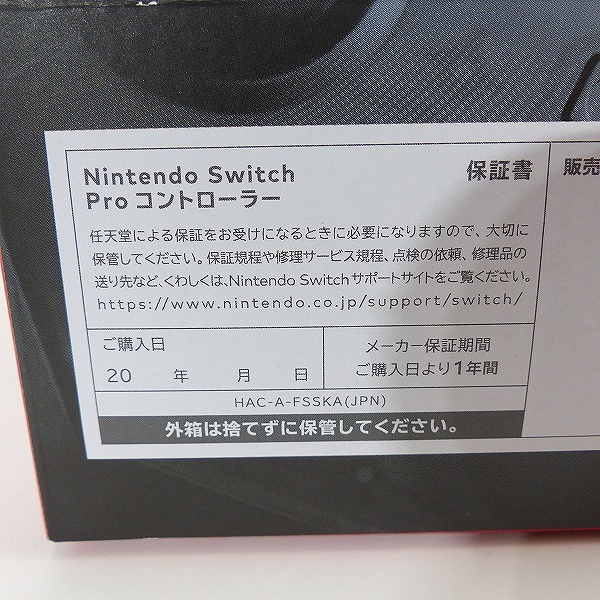 Nintendo Switch
Pro コントローラー
保証書
販売
任天堂による保証をお受けになるときに必要になりますので、大切に
保管してください。保証規程や修理サービス規程、点検の依頼、修理品の
送り先など、くわしくは、Nintendo Switchサポートサイトをご覧ください。
https://www.nintendo.co.jp/support/switch/
ご購入日
20 年 月 日
メーカー保証期間
ご購入日より1年間
HAC-A-FSSKA(JPN)
外箱は捨てずに保管してください。